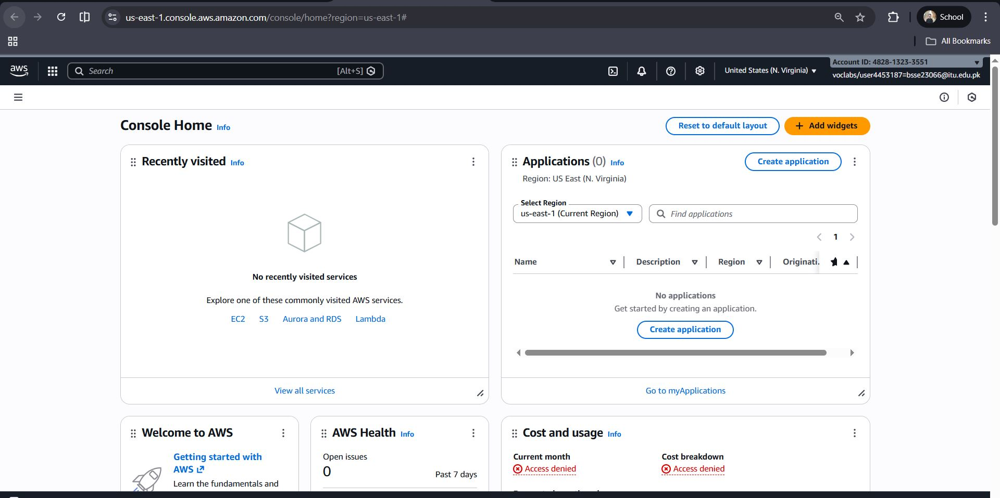 us-east-1.console.aws.amazon.com/console/home?region=us-east-1#
School
All Bookmarks
aws
Search
[Alt+S]
United States (N. Virginia)
Account ID: 4828-1323-3551
voclabs/user4453187=bsse23066@itu.edu.pk
Console Home
Info
Reset to default layout
Add widgets
Recently visited
Info
No recently visited services
Explore one of these commonly visited AWS services.
EC2
S3
Aurora and RDS
Lambda
View all services
Applications (0)
Info
Create application
Region: US East (N. Virginia)
Select Region
us-east-1 (Current Region)
Find applications
1
Name
Description
Region
Originati.
No applications
Get started by creating an application.
Create application
Go to myApplications
Welcome to AWS
Getting started with
AWS
Learn the fundamentals and
AWS Health
Info
Open issues
0
Past 7 days
Cost and usage
Info
Current month
Access denied
Cost breakdown
Access denied